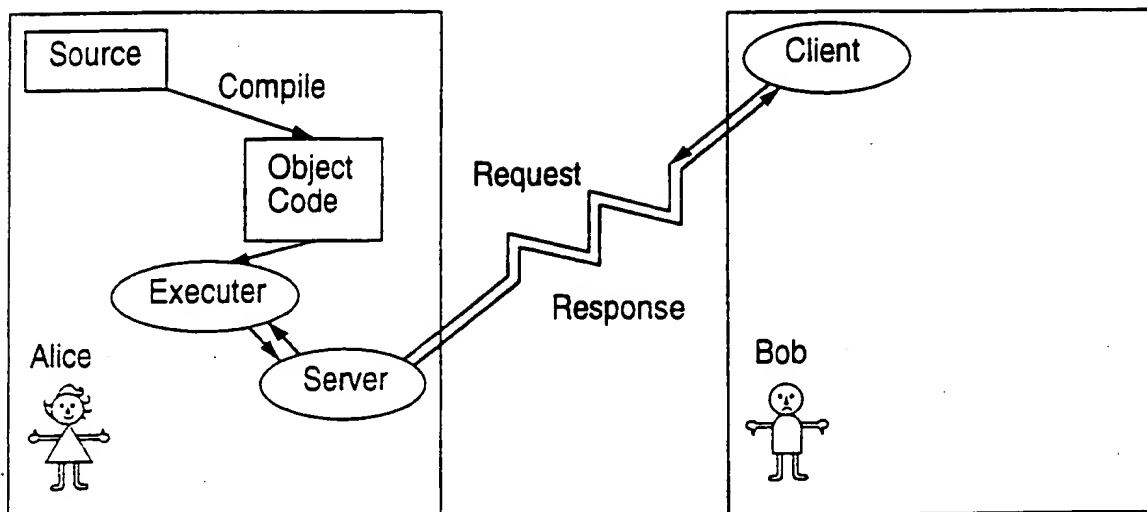 Source
Compile
Object
Code
Executer
Server
Alice
Request
Response
Client
Bob